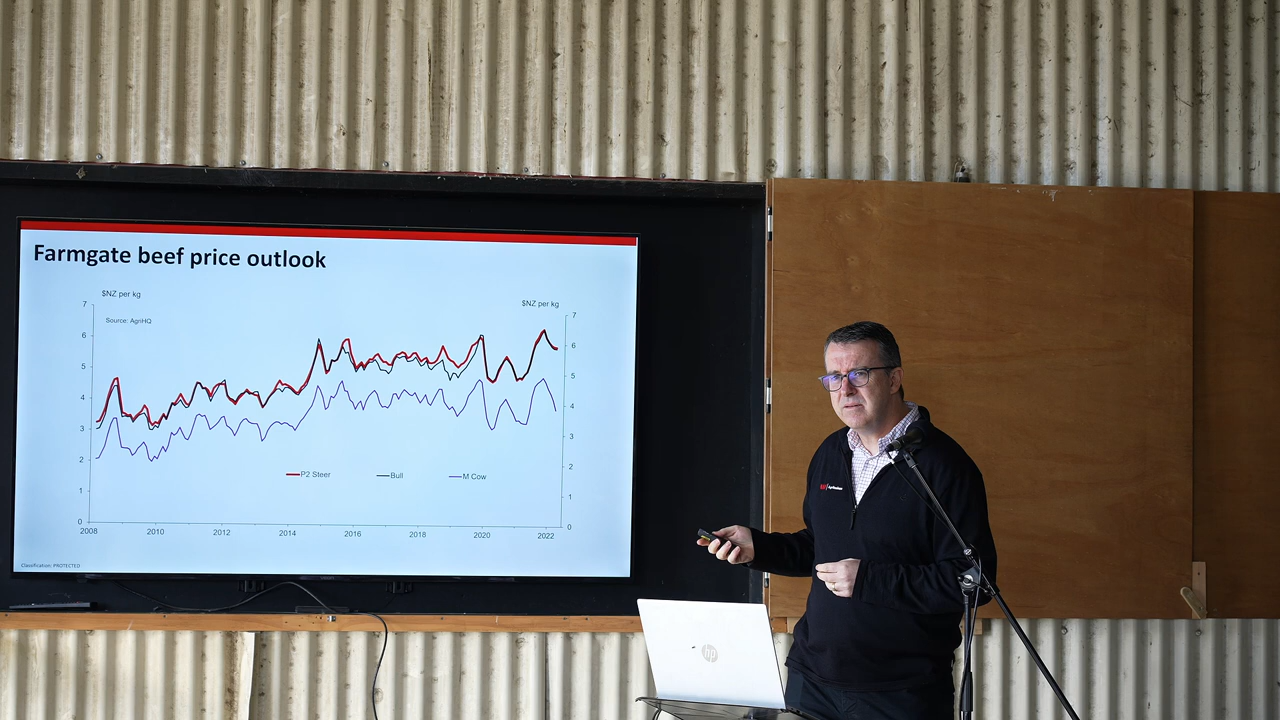 Farmgate beef price outlook
$NZ per kg
$NZ per kg
Source: AgriHQ
7
6
5
4
3
2
1
0
7
6
5
4
3
2
1
0
P2 Steer
Bull
M Cow
2008
2010
2012
2014
2016
2018
2020
2022
Classification: PROTECTED
hp